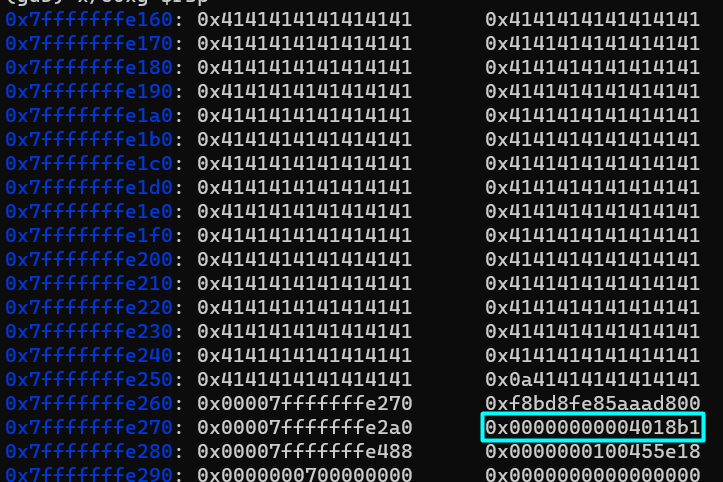 0x7fffffffe160: 0x4141414141414141 0x4141414141414141
0x7fffffffe170: 0x4141414141414141 0x4141414141414141
0x7fffffffe180: 0x4141414141414141 0x4141414141414141
0x7fffffffe190: 0x4141414141414141 0x4141414141414141
0x7fffffffe1a0: 0x4141414141414141 0x4141414141414141
0x7fffffffe1b0: 0x4141414141414141 0x4141414141414141
0x7fffffffe1c0: 0x4141414141414141 0x4141414141414141
0x7fffffffe1d0: 0x4141414141414141 0x4141414141414141
0x7fffffffe1e0: 0x4141414141414141 0x4141414141414141
0x7fffffffe1f0: 0x4141414141414141 0x4141414141414141
0x7fffffffe200: 0x4141414141414141 0x4141414141414141
0x7fffffffe210: 0x4141414141414141 0x4141414141414141
0x7fffffffe220: 0x4141414141414141 0x4141414141414141
0x7fffffffe230: 0x4141414141414141 0x4141414141414141
0x7fffffffe240: 0x4141414141414141 0x4141414141414141
0x7fffffffe250: 0x4141414141414141 0x0a41414141414141
0x7fffffffe260: 0x00007fffffffe270 0xf8bd8fe85aaad800
0x7fffffffe270: 0x00007fffffffe2a0 0x00000000004018b1
0x7fffffffe280: 0x00007fffffffe488 0x0000000100455e18
0x7fffffffe290: 0x0000000700000000 0x0000000000000000